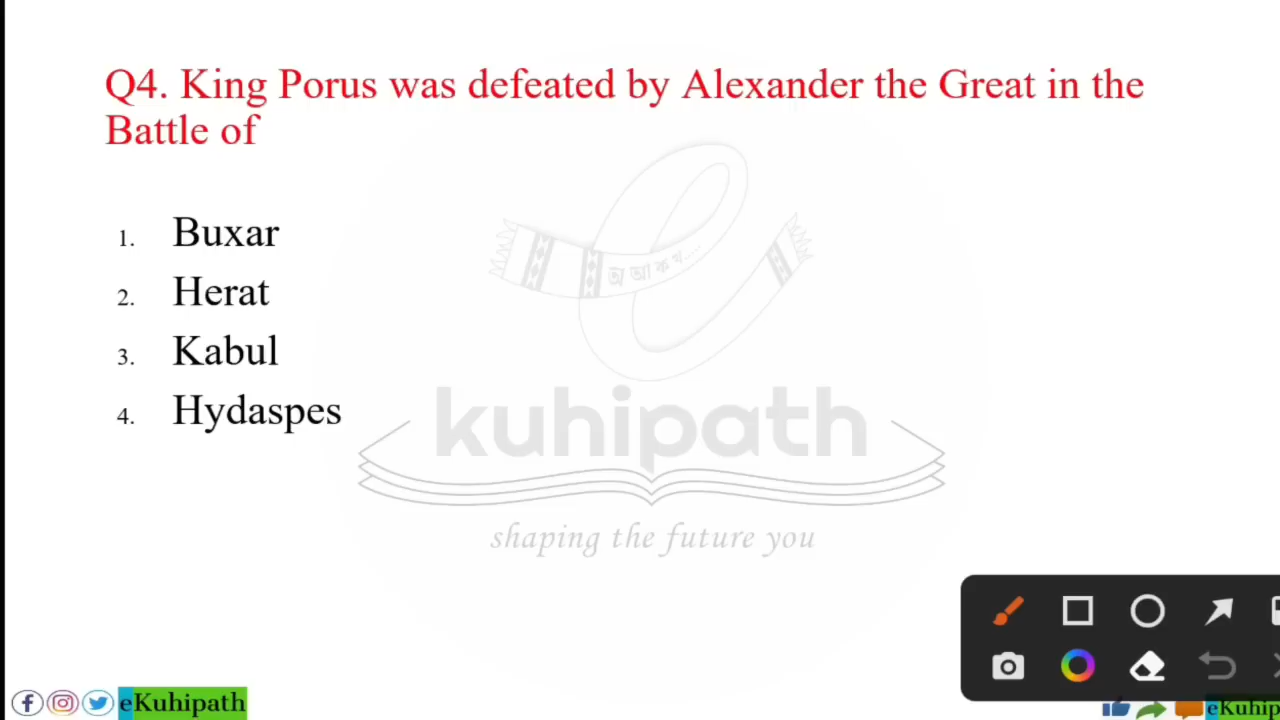 Q4. King Porus was defeated by Alexander the Great in the
Battle of
1. Buxar
2. Herat
3. Kabul
4. Hydaspes
অ আ ক খ.....
kuhipath
shaping the future you
eKuhipath
eKuhip